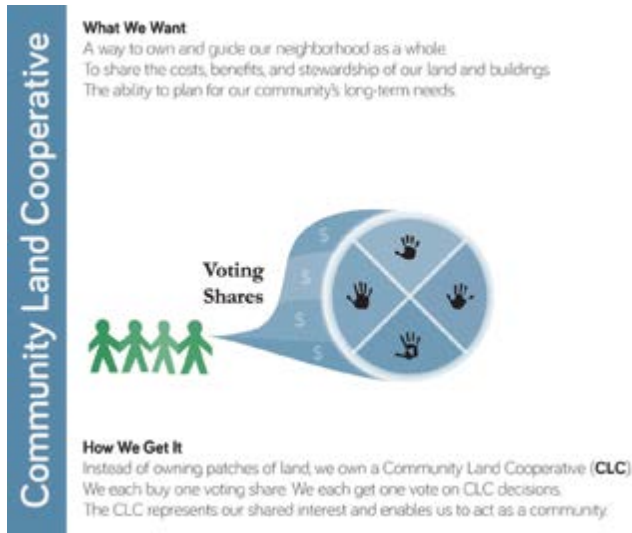 Community Land Cooperative
What We Want
A way to own and guide our neighborhood as a whole.
To share the costs, benefits, and stewardship of our land and buildings.
The ability to plan for our community's long-term needs.
Voting
Shares
$
$
$
$
How We Get It
Instead of owning patches of land, we own a Community Land Cooperative (CLC)
We each buy one voting share. We each get one vote on CLC decisions.
The CLC represents our shared interest and enables us to act as a community.